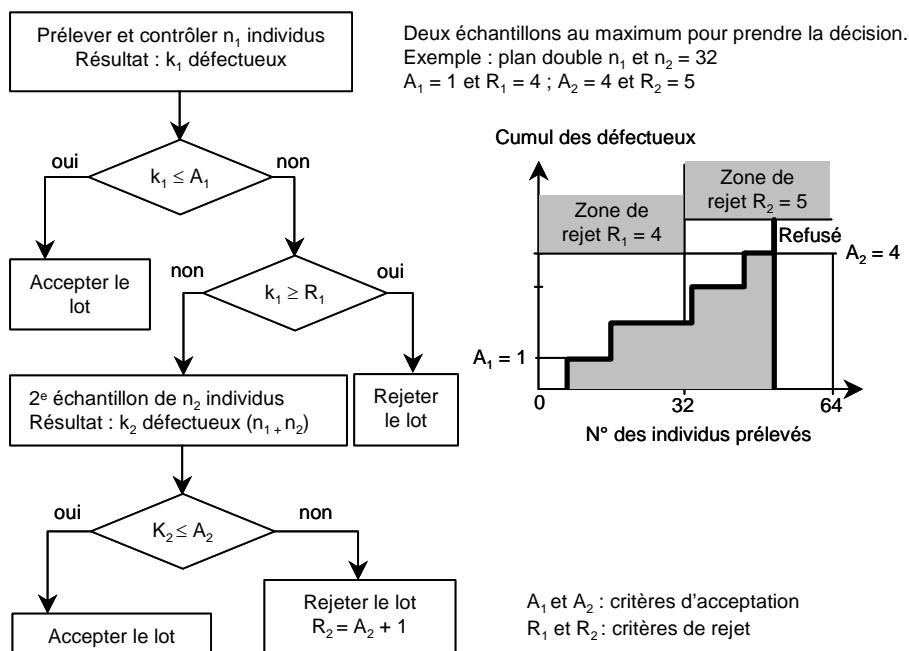 Prélever et contrôler n₁ individus
Résultat : k₁ défectueux
Deux échantillons au maximum pour prendre la décision.
Exemple : plan double n₁ et n₂ = 32
A₁ = 1 et R₁ = 4 ; A₂ = 4 et R₂ = 5
oui
non
k₁ ≤ A₁
Accepter le
lot
non
oui
k₁ ≥ R₁
2ᵉ échantillon de n₂ individus
Résultat : k₂ défectueux (n₁ + n₂)
Rejeter
le lot
oui
non
K₂ ≤ A₂
Accepter le lot
Rejeter le lot
R₂ = A₂ + 1
Cumul des défectueux
Zone de
rejet R₁ = 4
Zone de
rejet R₂ = 5
Refusé
A₂ = 4
A₁ = 1
0
32
64
N° des individus prélevés
A₁ et A₂ : critères d’acceptation
R₁ et R₂ : critères de rejet